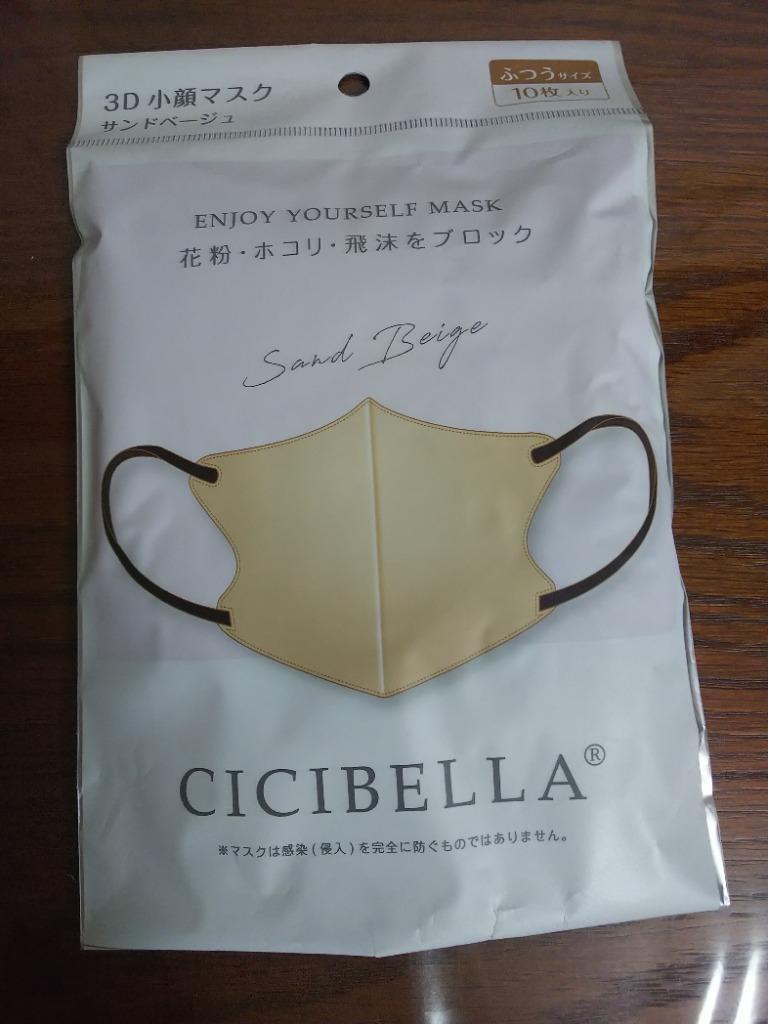 3D 小顔マスク
サンドベージュ
ふつうサイズ
10枚入り
ENJOY YOURSELF MASK
花粉・ホコリ・飛沫をブロック
Sand Beige
CICIBELLA®
※マスクは感染(侵入)を完全に防ぐものではありません。